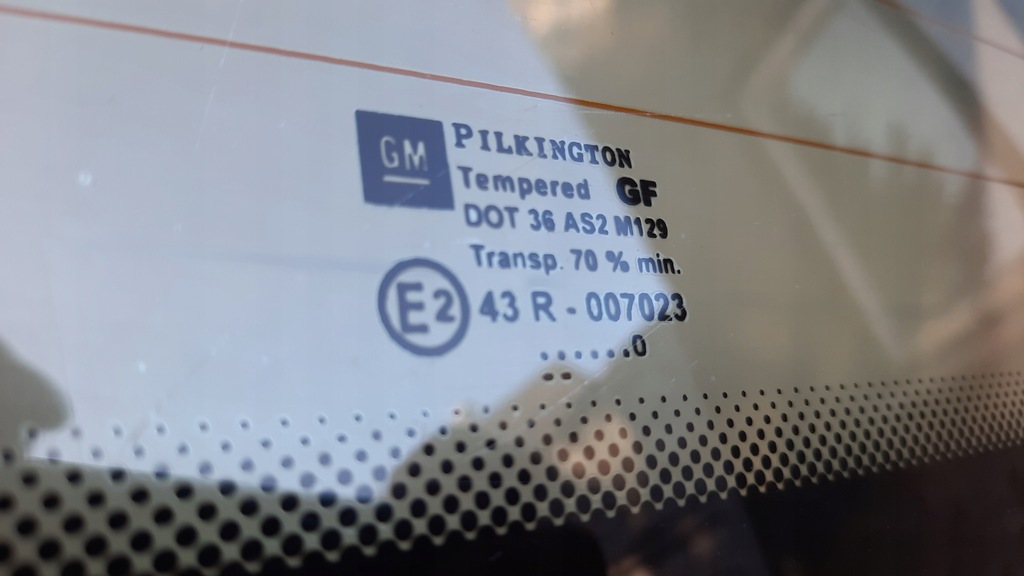 GM
PILKINGTON
Tempered GF
DOT 36 AS2 M129
Transp. 70 % min.
E2 43 R - 007023
......0